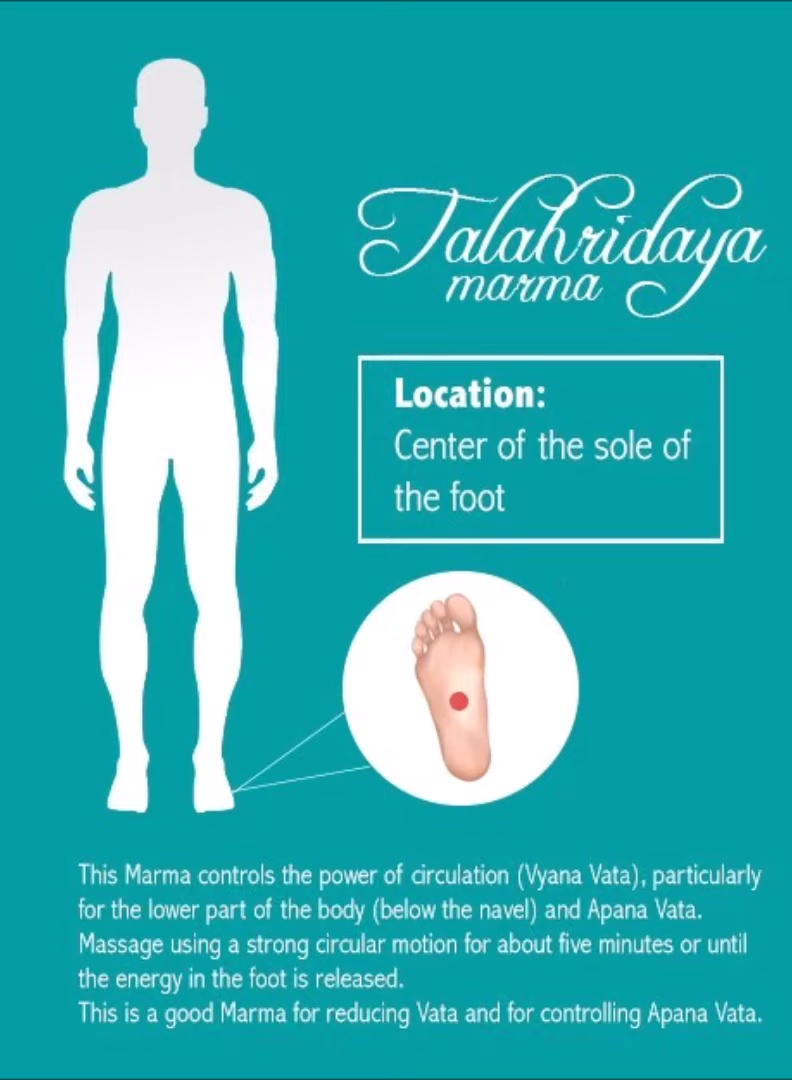 Talahridaya
marma
Location:
Center of the sole of
the foot
This Marma controls the power of circulation (Vyana Vata), particularly
for the lower part of the body (below the navel) and Apana Vata.
Massage using a strong circular motion for about five minutes or until
the energy in the foot is released.
This is a good Marma for reducing Vata and for controlling Apana Vata.